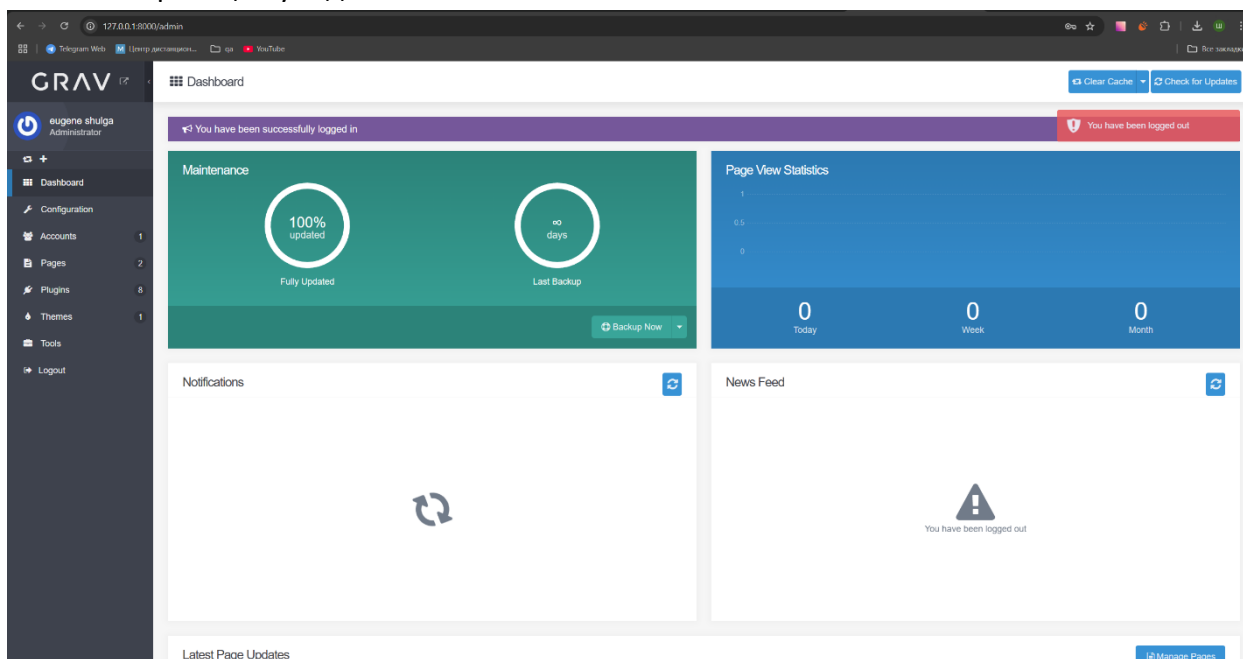 127.0.0.1:8000/admin
Telegram Web
qa
YouTube
GRAV
Dashboard
Clear Cache
Check for Updates
eugene shulga
Administrator
You have been successfully logged in
You have been logged out
Dashboard
Configuration
Accounts 1
Pages 2
Plugins 8
Themes 1
Tools
Logout
Maintenance
100%
updated
Fully Updated
∞
days
Last Backup
Backup Now
Page View Statistics
1
0.5
0
0 0 0
Today Week Month
Notifications
News Feed
You have been logged out
Latest Page Updates
Manage Pages